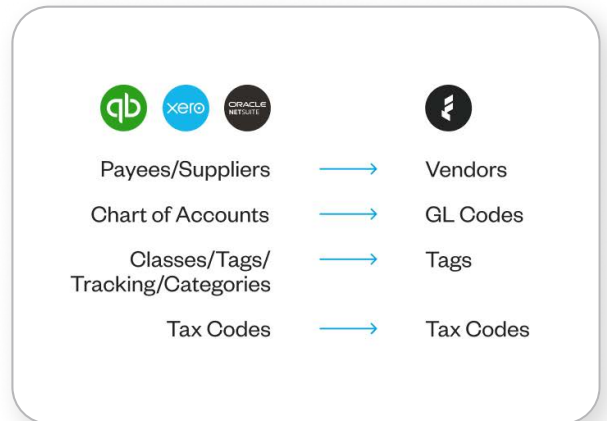 qb xero ORACLE
NETSUITE
Payees/Suppliers Vendors
Chart of Accounts GL Codes
Classes/Tags/ Tags
Tracking/Categories
Tax Codes Tax Codes